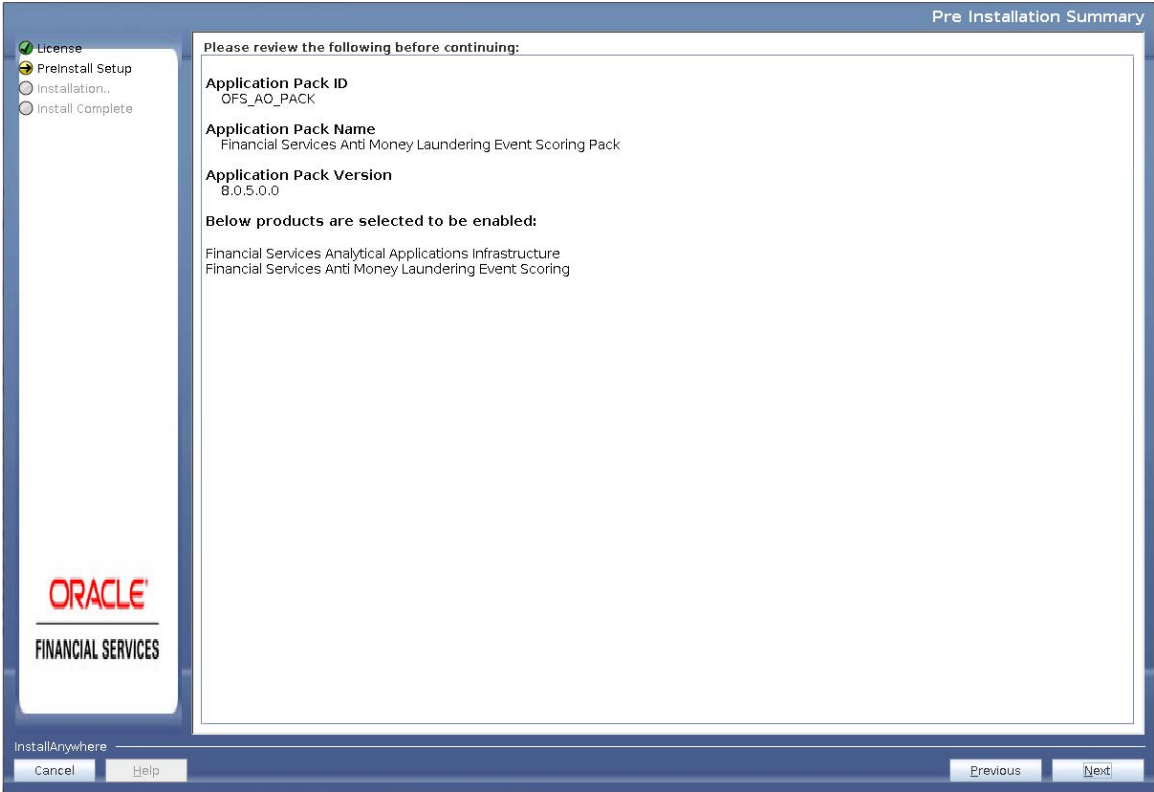 Pre Installation Summary
License
PreInstall Setup
Installation..
Install Complete
Please review the following before continuing:
Application Pack ID
OFS_AO_PACK
Application Pack Name
Financial Services Anti Money Laundering Event Scoring Pack
Application Pack Version
8.0.5.0.0
Below products are selected to be enabled:
Financial Services Analytical Applications Infrastructure
Financial Services Anti Money Laundering Event Scoring
ORACLE®
FINANCIAL SERVICES
InstallAnywhere
Cancel Help Previous Next